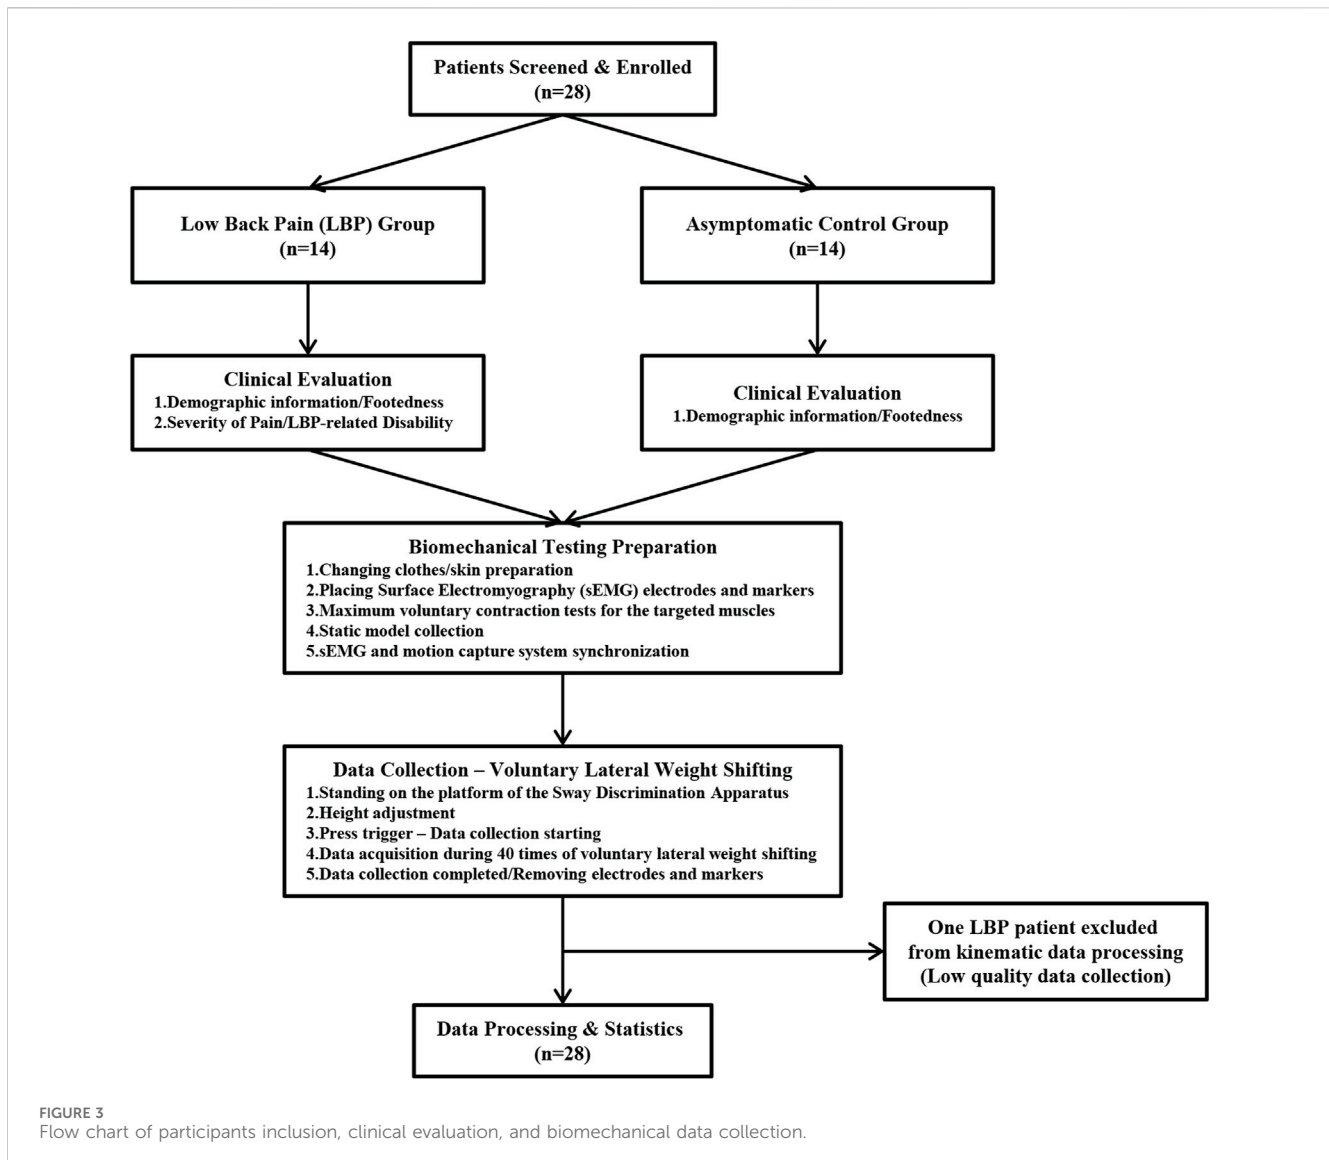 Patients Screened & Enrolled
(n=28)
Low Back Pain (LBP) Group
(n=14)
Asymptomatic Control Group
(n=14)
Clinical Evaluation
1.Demographic information/Footedness
2.Severity of Pain/LBP-related Disability
Clinical Evaluation
1.Demographic information/Footedness
Biomechanical Testing Preparation
1.Changing clothes/skin preparation
2.Placing Surface Electromyography (sEMG) electrodes and markers
3.Maximum voluntary contraction tests for the targeted muscles
4.Static model collection
5.sEMG and motion capture system synchronization
Data Collection – Voluntary Lateral Weight Shifting
1.Standing on the platform of the Sway Discrimination Apparatus
2.Height adjustment
3.Press trigger – Data collection starting
4.Data acquisition during 40 times of voluntary lateral weight shifting
5.Data collection completed/Removing electrodes and markers
One LBP patient excluded
from kinematic data processing
(Low quality data collection)
Data Processing & Statistics
(n=28)
FIGURE 3
Flow chart of participants inclusion, clinical evaluation, and biomechanical data collection.